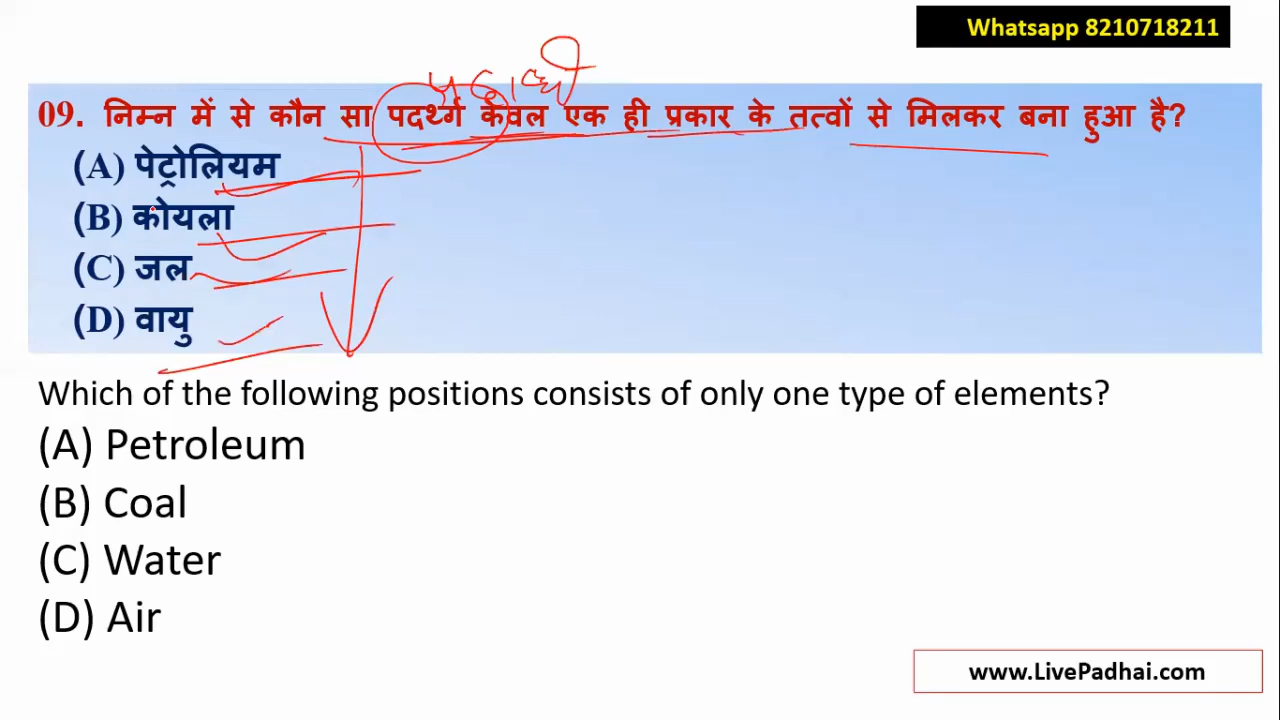 Whatsapp 8210718211
पदार्थ
09. निम्न में से कौन सा पदर्थ्ग केवल एक ही प्रकार के तत्वों से मिलकर बना हुआ है?
(A) पेट्रोलियम
(B) कोयला
(C) जल
(D) वायु
Which of the following positions consists of only one type of elements?
(A) Petroleum
(B) Coal
(C) Water
(D) Air
www.LivePadhai.com